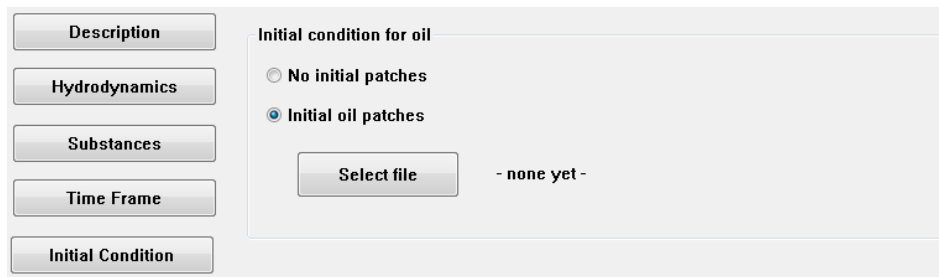 Description
Hydrodynamics
Substances
Time Frame
Initial Condition
Initial condition for oil
No initial patches
Initial oil patches
Select file - none yet -